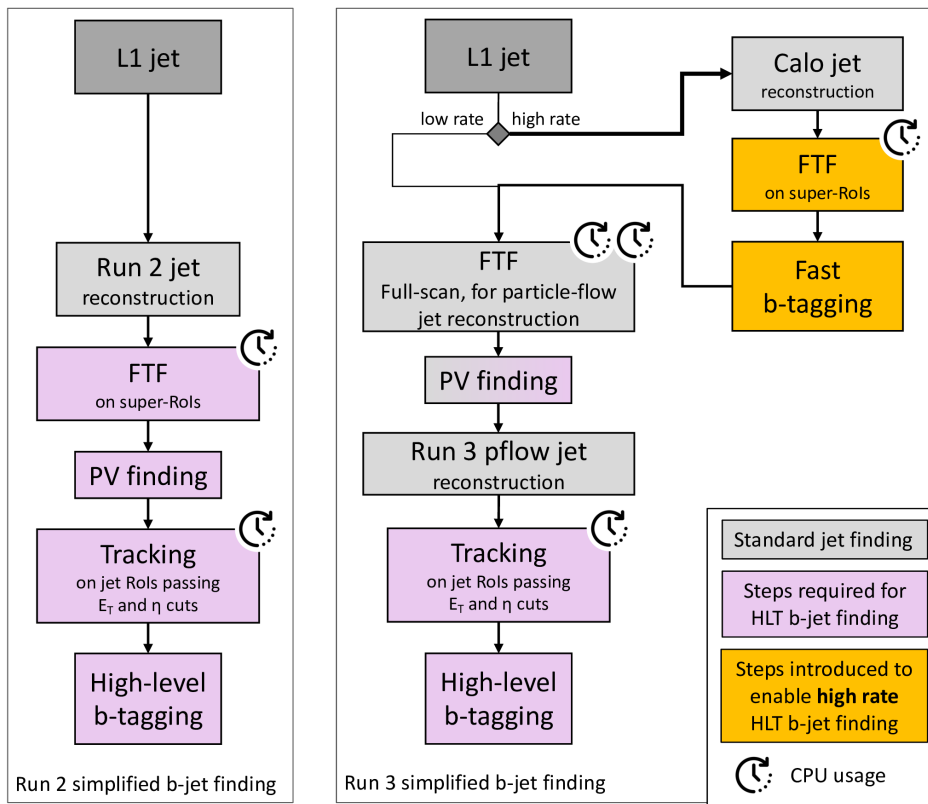 L1 jet
Run 2 jet
reconstruction
FTF
on super-RoIs
PV finding
Tracking
on jet RoIs passing
E_T and η cuts
High-level
b-tagging
Run 2 simplified b-jet finding
L1 jet
low rate
high rate
Calo jet
reconstruction
FTF
on super-RoIs
Fast
b-tagging
FTF
Full-scan, for particle-flow
jet reconstruction
PV finding
Run 3 pflow jet
reconstruction
Tracking
on jet RoIs passing
E_T and η cuts
High-level
b-tagging
Run 3 simplified b-jet finding
Standard jet finding
Steps required for
HLT b-jet finding
Steps introduced to
enable high rate
HLT b-jet finding
CPU usage